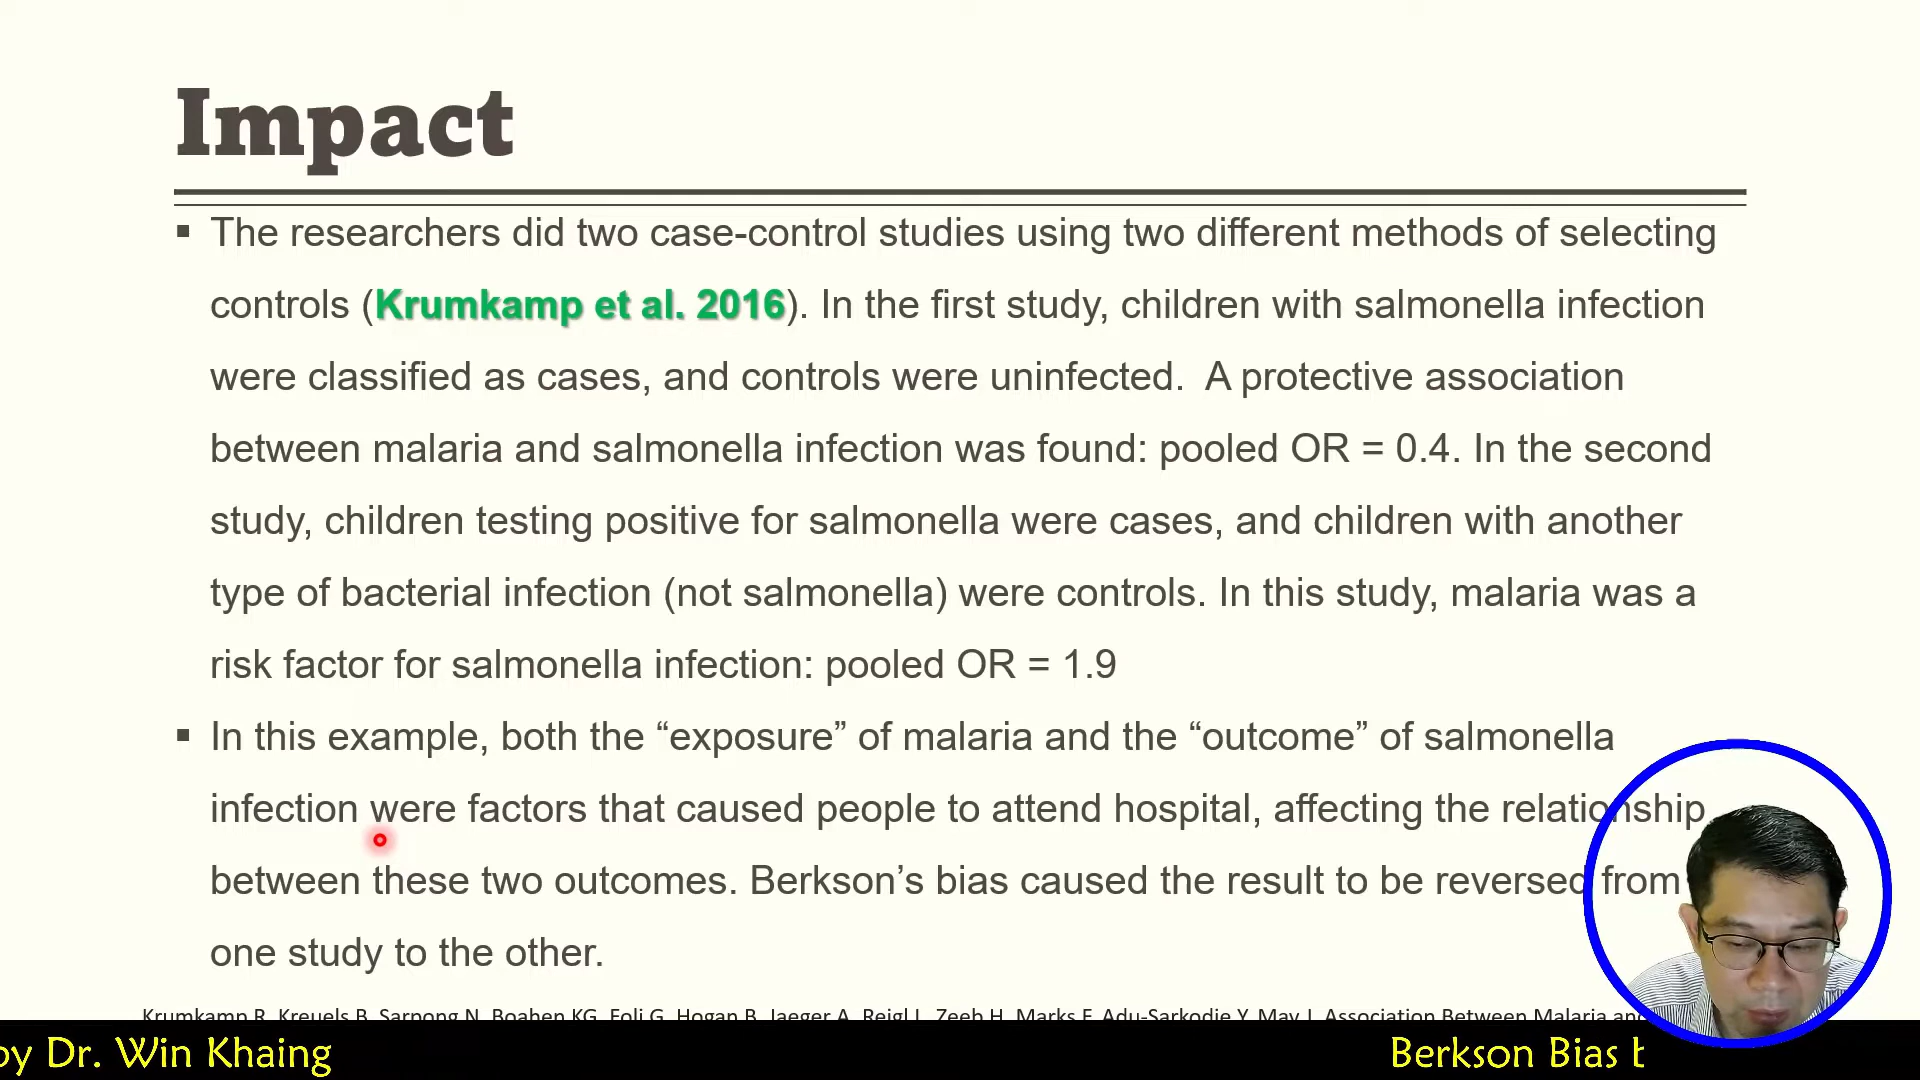 Impact
▪ The researchers did two case-control studies using two different methods of selecting
controls (Krumkamp et al. 2016). In the first study, children with salmonella infection
were classified as cases, and controls were uninfected.  A protective association
between malaria and salmonella infection was found: pooled OR = 0.4. In the second
study, children testing positive for salmonella were cases, and children with another
type of bacterial infection (not salmonella) were controls. In this study, malaria was a
risk factor for salmonella infection: pooled OR = 1.9
▪ In this example, both the “exposure” of malaria and the “outcome” of salmonella
infection were factors that caused people to attend hospital, affecting the relationship
between these two outcomes. Berkson’s bias caused the result to be reversed from
one study to the other.
Krumkamp R, Kreuels B, Sarpong N, Boahen KG, Foli G, Hogan B, Jaeger A, Reigl L, Zeeb H, Marks F, Adu-Sarkodie Y, May J. Association Between Malaria and
by Dr. Win Khaing
Berkson Bias b